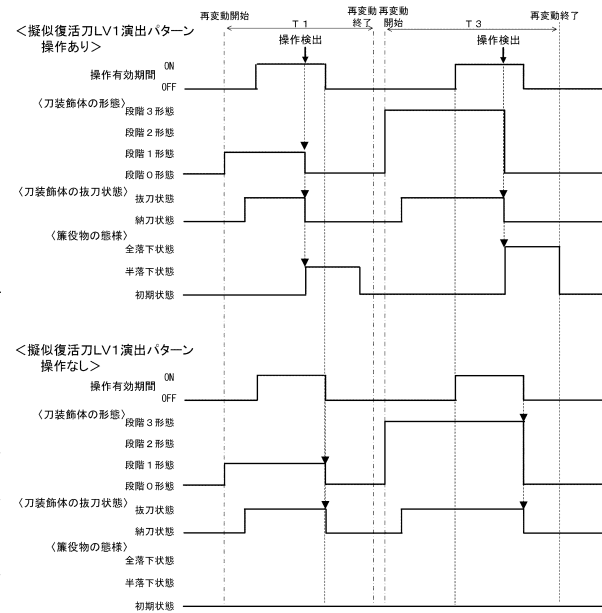 再変動開始
T1
再変動
終了
再変動
開始
T3
再変動終了
<擬似復活刀LV1演出パターン
操作あり>
操作検出
操作検出
操作有効期間
ON
OFF
〈刀装飾体の形態〉
段階3形態
段階2形態
段階1形態
段階0形態
〈刀装飾体の抜刀状態〉
抜刀状態
納刀状態
〈簾役物の態様〉
全落下状態
半落下状態
初期状態
<擬似復活刀LV1演出パターン
操作なし>
操作有効期間
ON
OFF
〈刀装飾体の形態〉
段階3形態
段階2形態
段階1形態
段階0形態
〈刀装飾体の抜刀状態〉
抜刀状態
納刀状態
〈簾役物の態様〉
全落下状態
半落下状態
初期状態